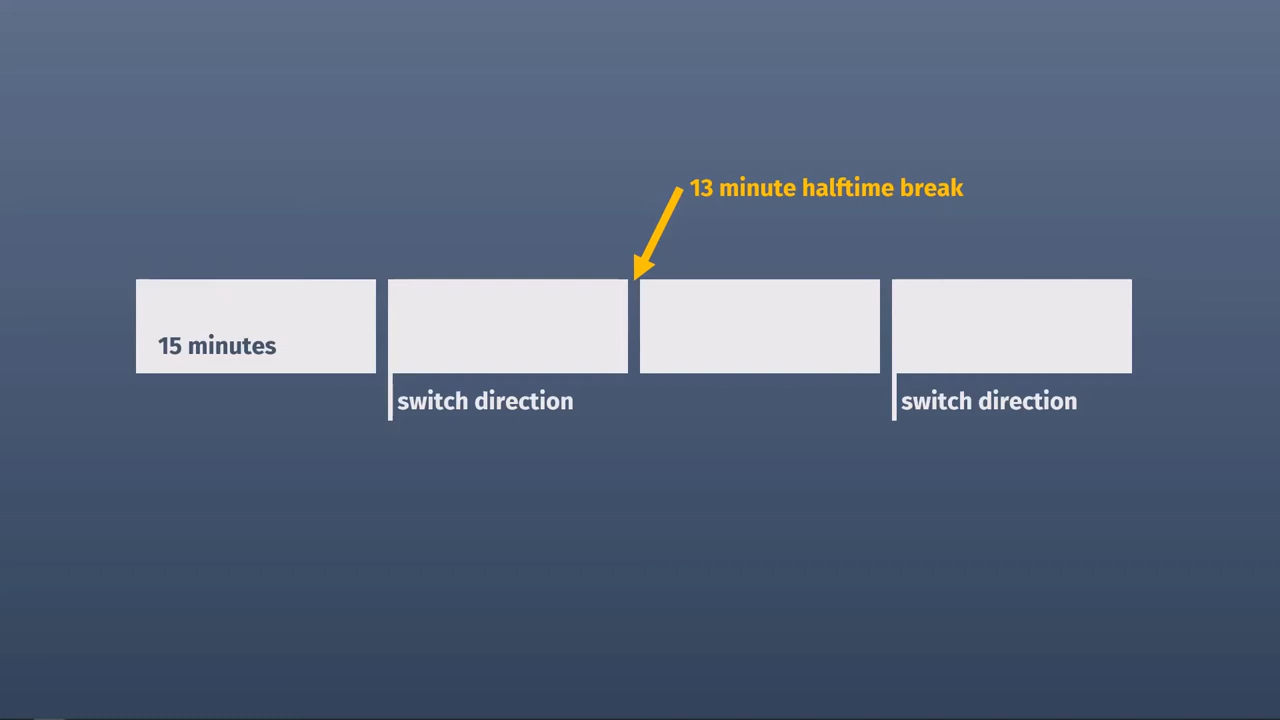 13 minute halftime break
15 minutes
switch direction
switch direction